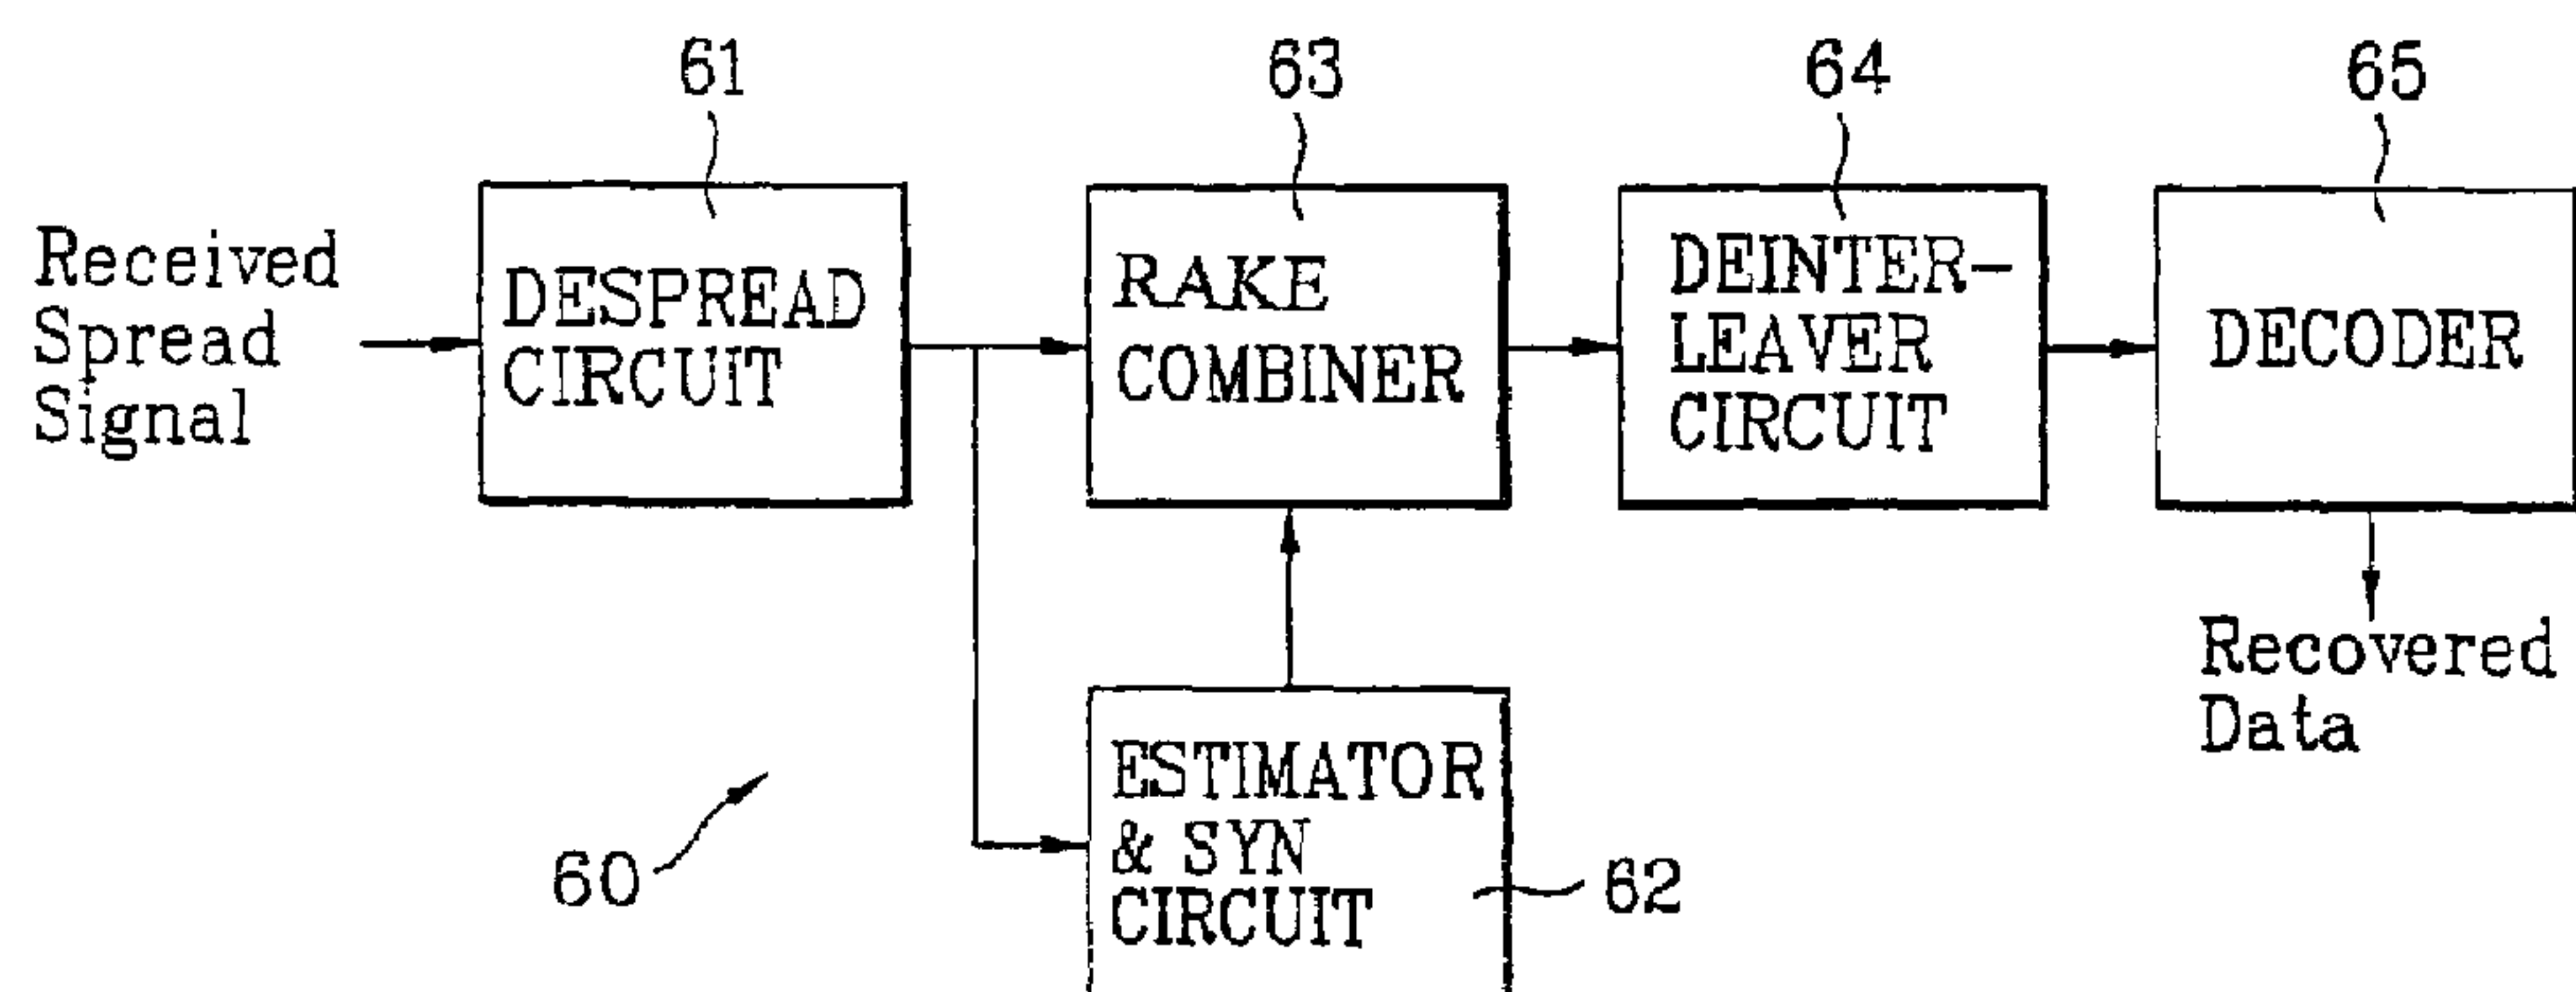 61
63
64
65
Received
Spread
Signal
DESPREAD
CIRCUIT
RAKE
COMBINER
DEINTER-
LEAVER
CIRCUIT
DECODER
Recovered
Data
ESTIMATOR
& SYN
CIRCUIT
60
62